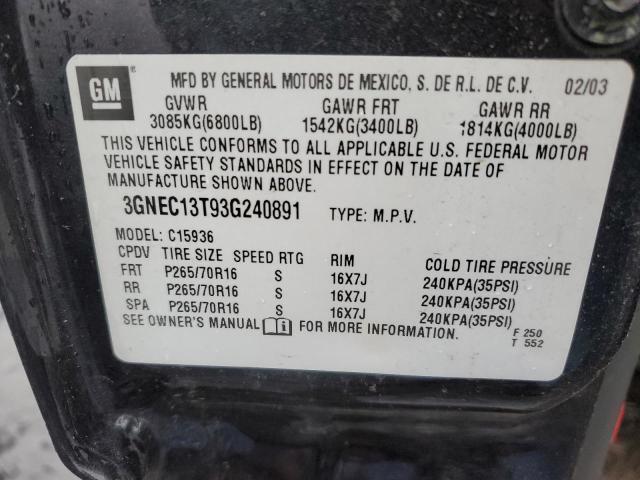 GM ®
MFD BY GENERAL MOTORS DE MEXICO, S. DE R.L. DE C.V. 02/03
GVWR GAWR FRT GAWR RR
3085KG(6800LB) 1542KG(3400LB) 1814KG(4000LB)
THIS VEHICLE CONFORMS TO ALL APPLICABLE U.S. FEDERAL MOTOR
VEHICLE SAFETY STANDARDS IN EFFECT ON THE DATE OF
MANUFACTURE SHOWN ABOVE.
3GNEC13T93G240891 TYPE: M.P.V.
MODEL: C15936
CPDV TIRE SIZE SPEED RTG RIM COLD TIRE PRESSURE
FRT P265/70R16 S 16X7J 240KPA(35PSI)
RR P265/70R16 S 16X7J 240KPA(35PSI)
SPA P265/70R16 S 16X7J 240KPA(35PSI)
SEE OWNER'S MANUAL FOR MORE INFORMATION.
F 250
T 552